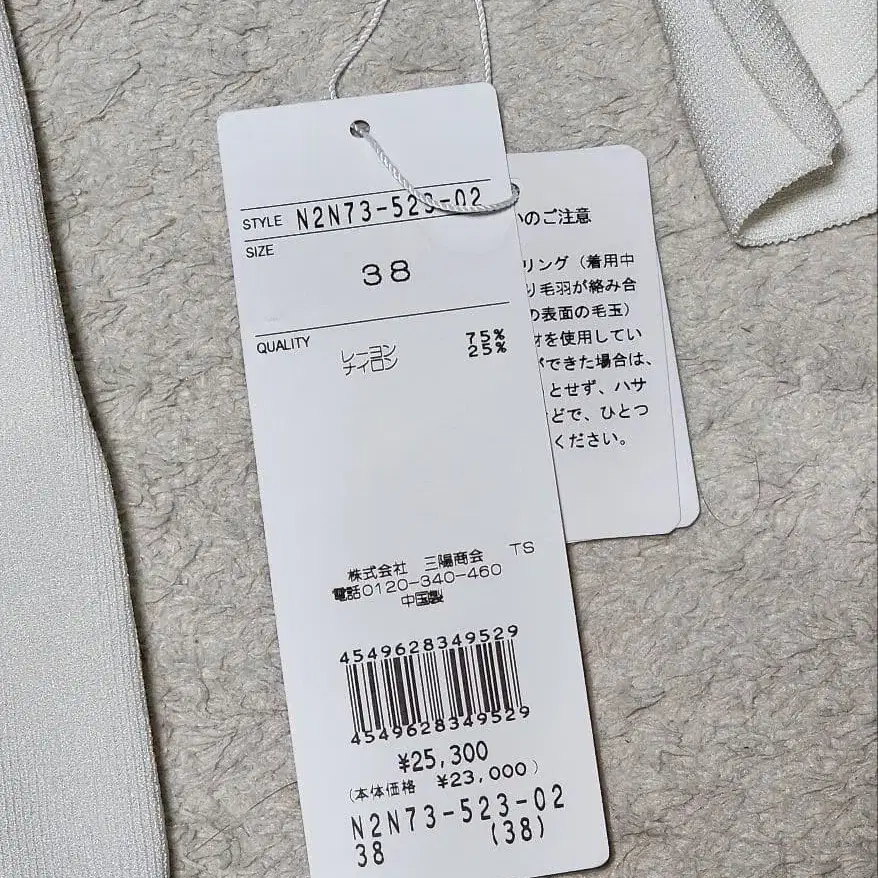 STYLE N2N73-523-02
SIZE
38
QUALITY レーヨン 75%
ナイロン 25%
株式会社 三陽商会 TS
電話0120-340-460
中国製
4549628349529
4549628349529
¥25,300
(本体価格 ¥23,000)
N2N73-523-02
38 (38)
のご注意
リング(着用中
り毛羽が絡み合
の表面の毛玉)
を使用してい
ができた場合は、
とせず、ハサ
どで、ひとつ
ください。